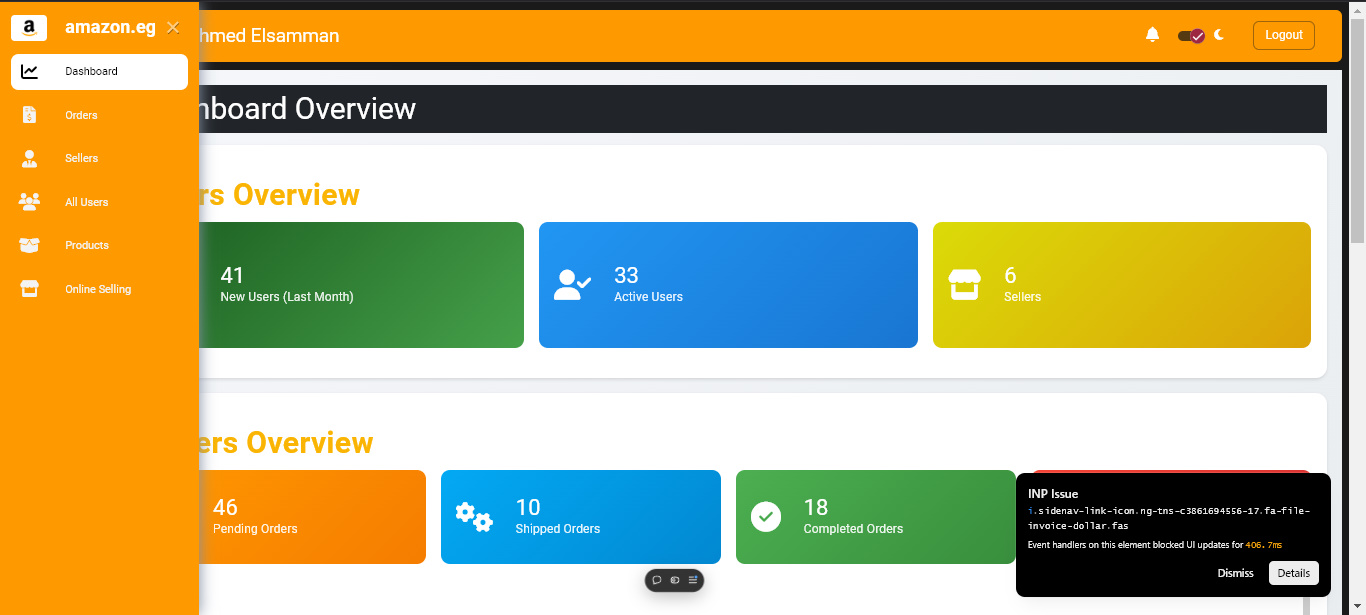 a amazon.eg
hmed Elsamman
Logout
Dashboard
Orders
Sellers
All Users
Products
Online Selling
hboard Overview
rs Overview
41
New Users (Last Month)
33
Active Users
6
Sellers
ers Overview
46
Pending Orders
10
Shipped Orders
18
Completed Orders
INP Issue
i.sidenav-link-icon.ng-tns-c3861694556-17.fa-file-
invoice-dollar.fas
Event handlers on this element blocked UI updates for 406.7ms
Dismiss
Details